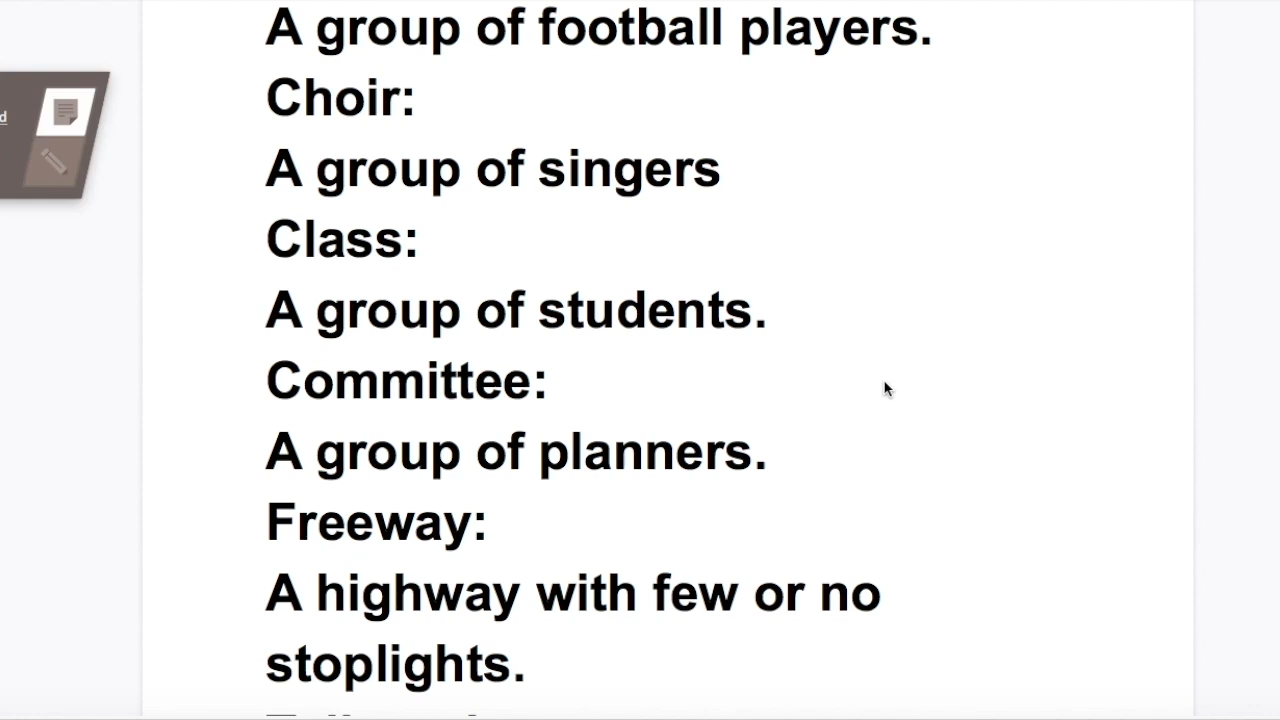 A group of football players.
Choir:
A group of singers
Class:
A group of students.
Committee:
A group of planners.
Freeway:
A highway with few or no
stoplights.
d